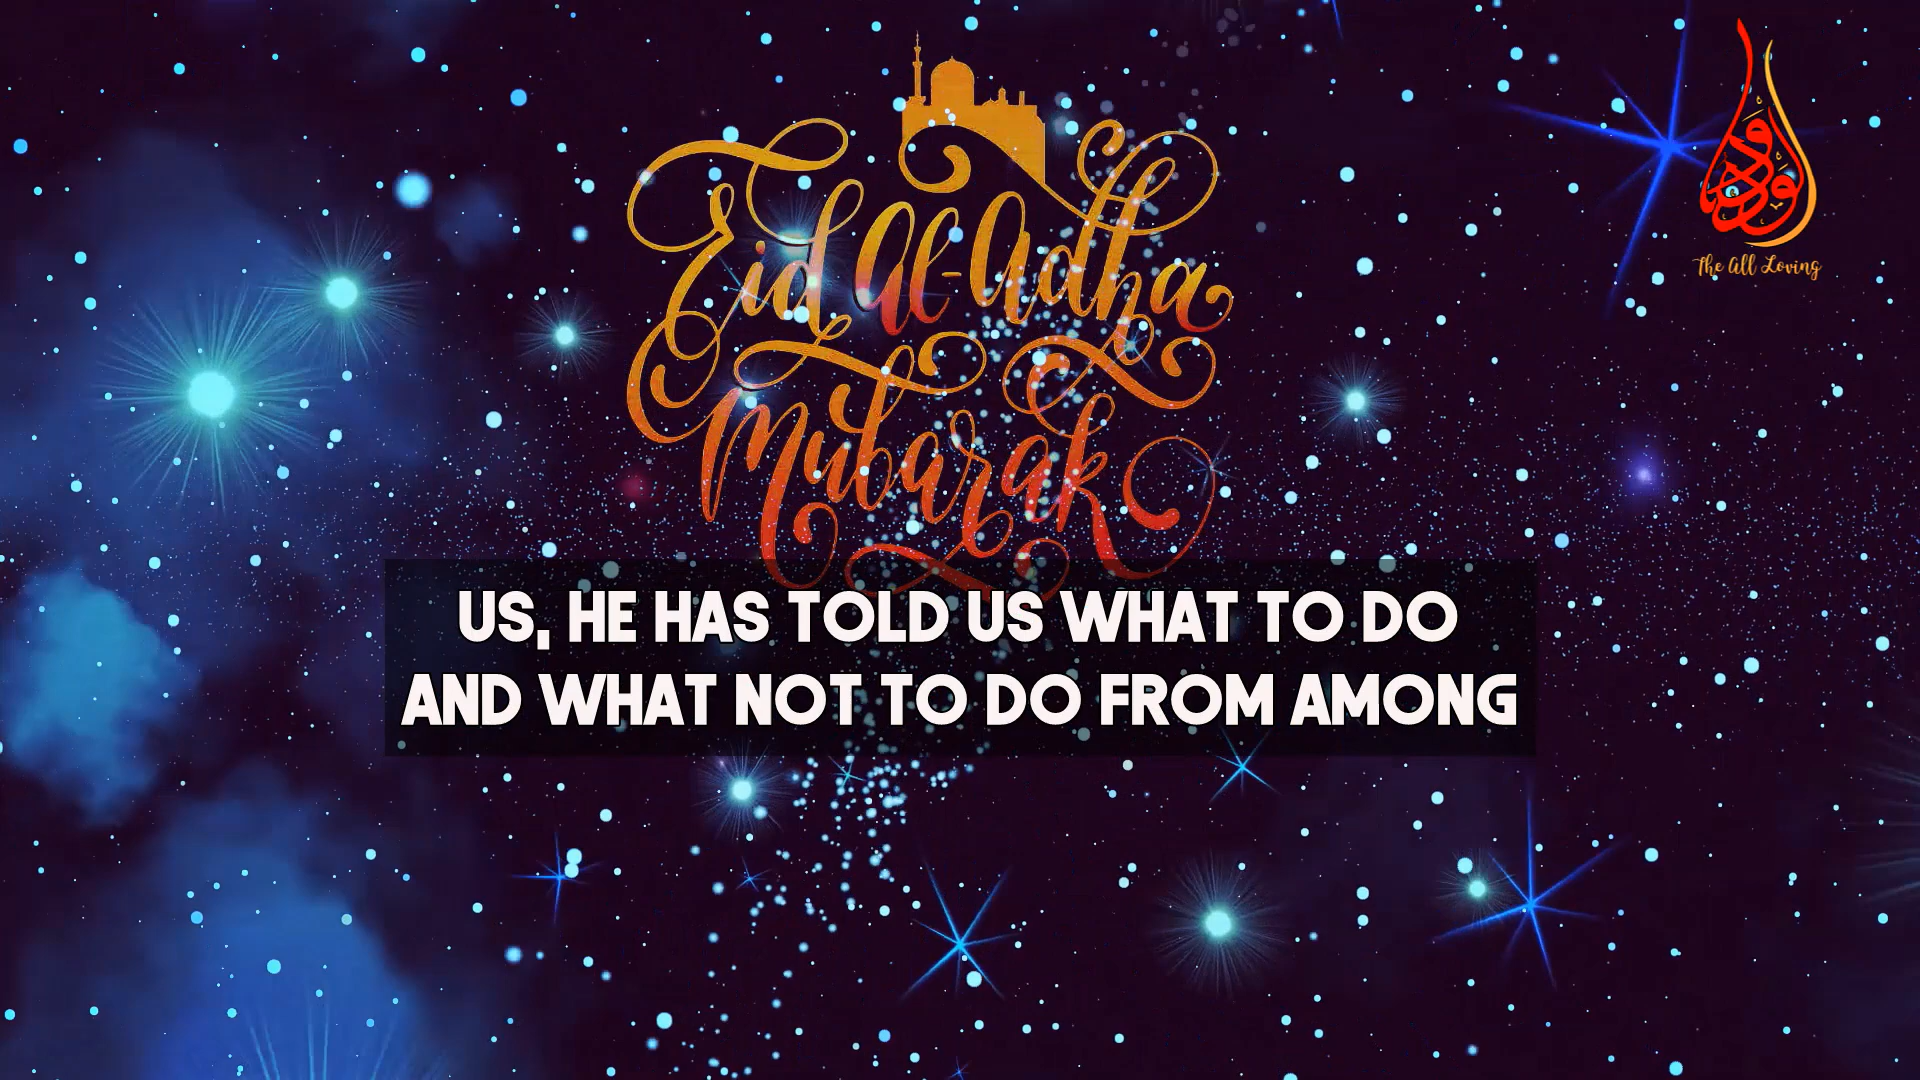 Eid Al-Adha
Mubarak
The All Loving
US, HE HAS TOLD US WHAT TO DO
AND WHAT NOT TO DO FROM AMONG